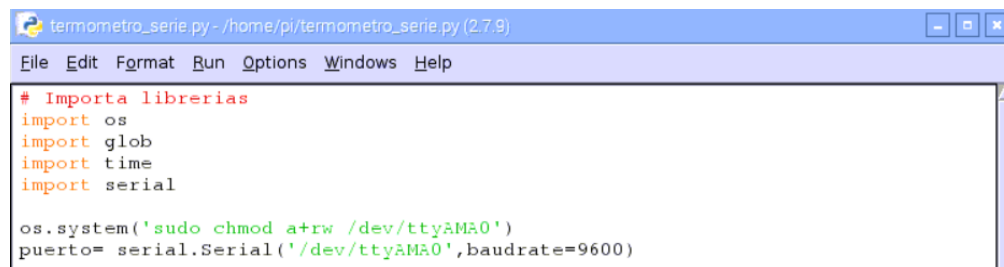 termometro_serie.py - /home/pi/termometro_serie.py (2.7.9)
File Edit Format Run Options Windows Help
# Importa librerias
import os
import glob
import time
import serial
os.system('sudo chmod a+rw /dev/ttyAMA0')
puerto= serial.Serial('/dev/ttyAMA0',baudrate=9600)